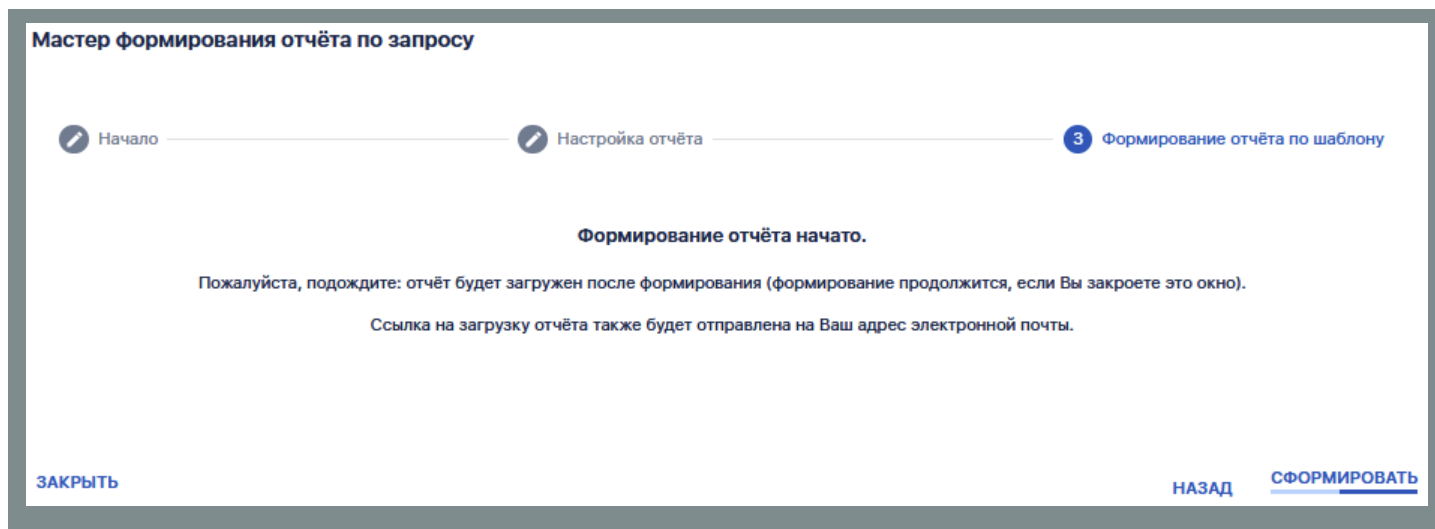 Мастер формирования отчёта по запросу
Начало
Настройка отчёта
3 Формирование отчёта по шаблону
Формирование отчёта начато.
Пожалуйста, подождите: отчёт будет загружен после формирования (формирование продолжится, если Вы закроете это окно).
Ссылка на загрузку отчёта также будет отправлена на Ваш адрес электронной почты.
ЗАКРЫТЬ
НАЗАД
СФОРМИРОВАТЬ